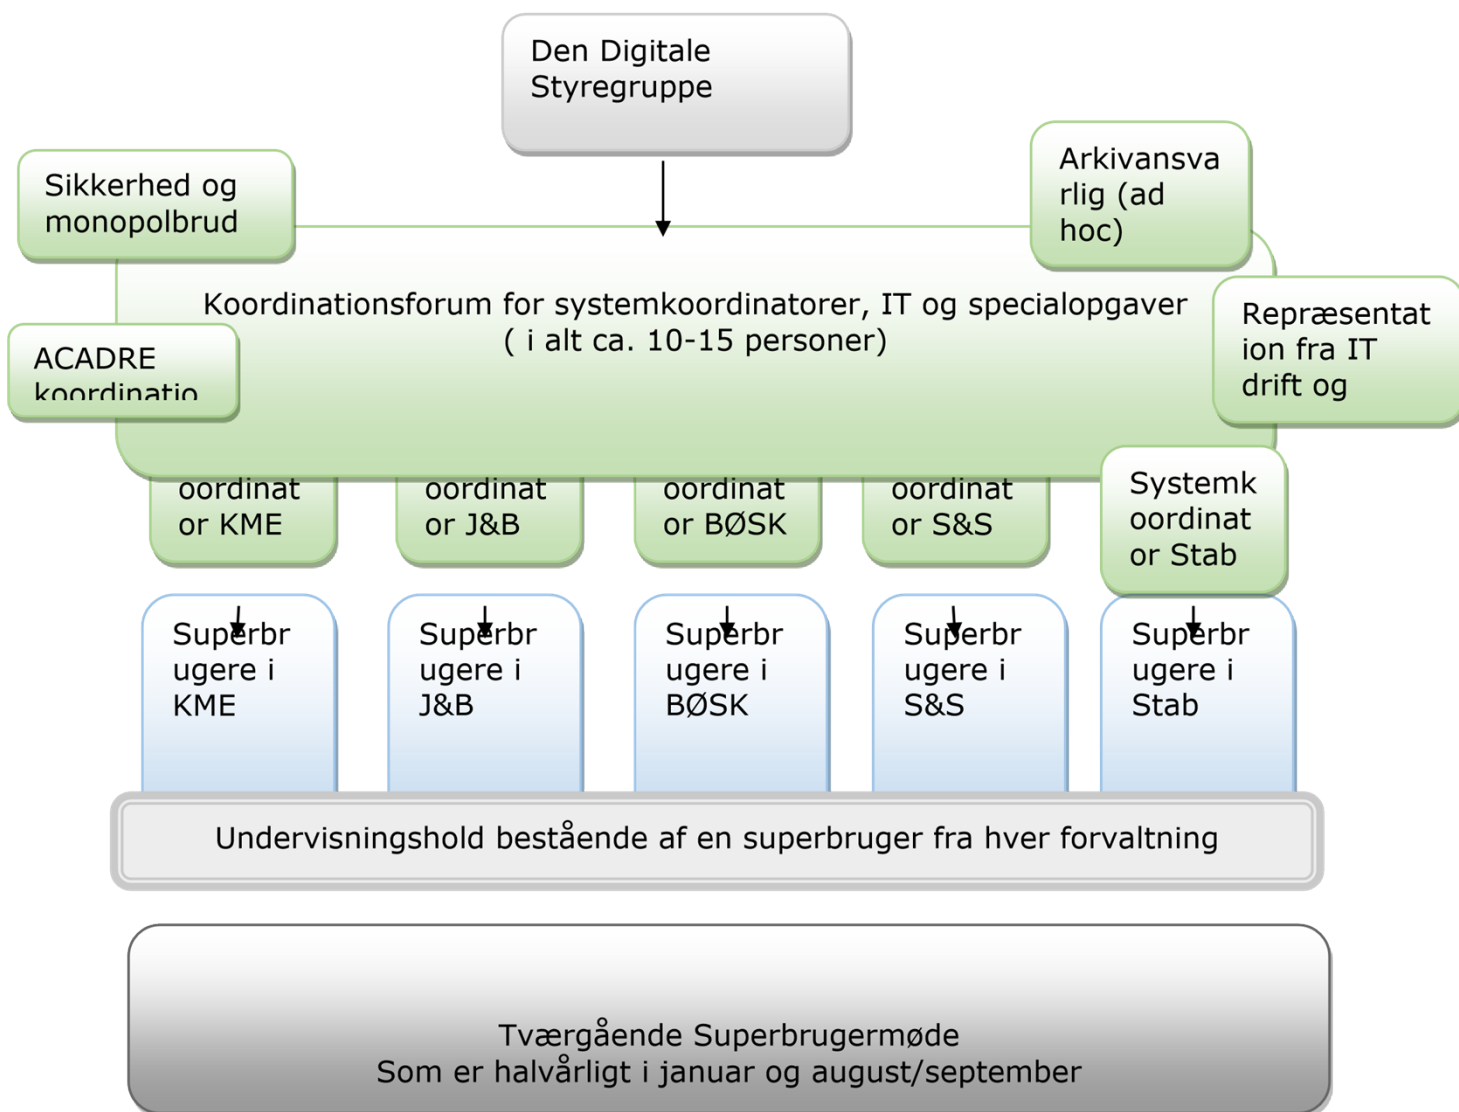 Den Digitale
Styregruppe
Sikkerhed og
monopolbrud
Arkivansva
rlig (ad
hoc)
Koordinationsforum for systemkoordinatorer, IT og specialopgaver
( i alt ca. 10-15 personer)
Repræsentat
ion fra IT
drift og
ACADRE
koordinatio
oordinat
or KME
oordinat
or J&B
oordinat
or BØSK
oordinat
or S&S
Systemk
oordinat
or Stab
Superbr
ugere i
KME
Superbr
ugere i
J&B
Superbr
ugere i
BØSK
Superbr
ugere i
S&S
Superbr
ugere i
Stab
Undervisningshold bestående af en superbruger fra hver forvaltning
Tværgående Superbrugermøde
Som er halvårligt i januar og august/september